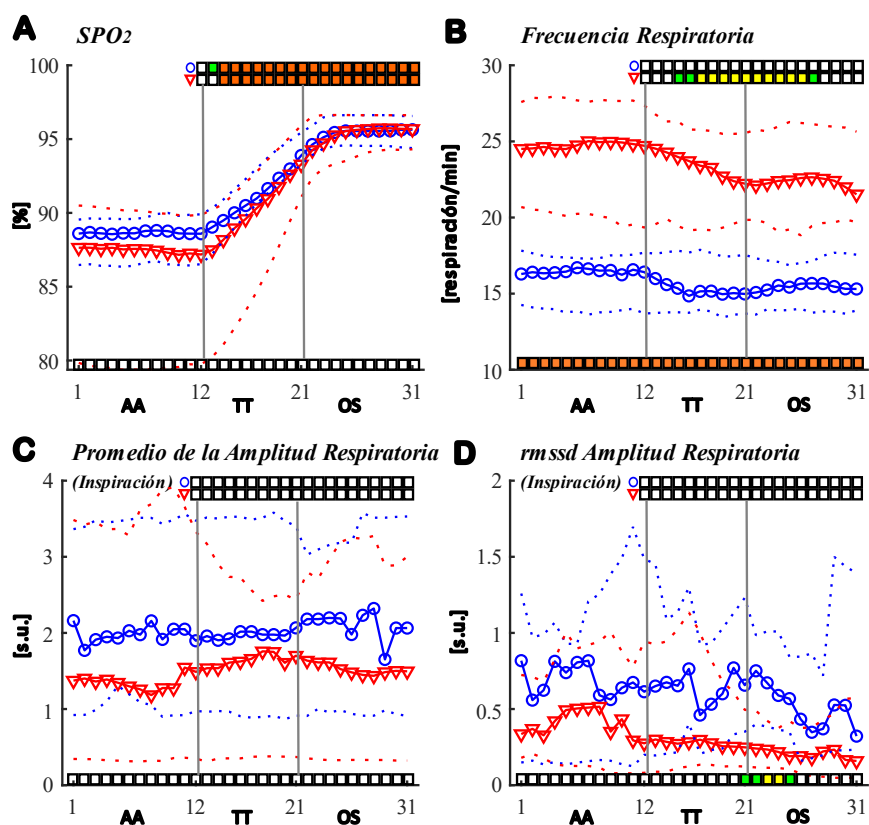 A SPO2
100
95
90
85
80
[%]
1 12 21 31
AA TT OS
B Frecuencia Respiratoria
30
25
20
15
10
[respiración/min]
1 12 21 31
AA TT OS
C Promedio de la Amplitud Respiratoria
(Inspiración)
4
3
2
1
0
[s.u.]
1 12 21 31
AA TT OS
D rmssd Amplitud Respiratoria
(Inspiración)
2
1.5
1
0.5
0
[s.u.]
1 12 21 31
AA TT OS